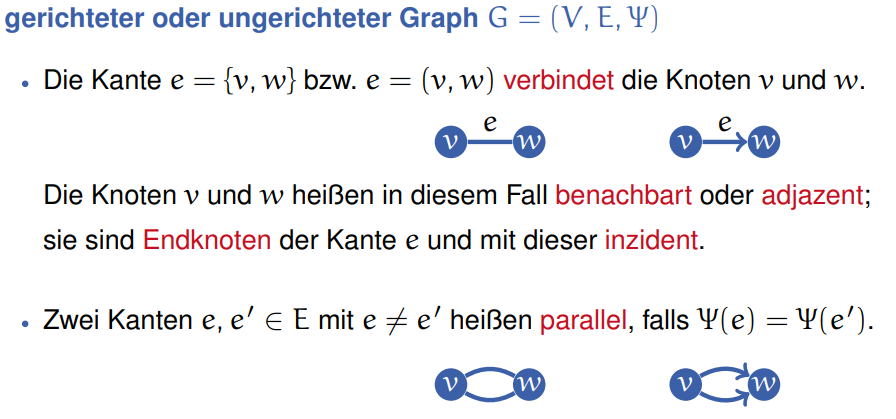 gerichteter oder ungerichteter Graph G = (V, E, Ψ)
• Die Kante e = {v, w} bzw. e = (v, w) verbindet die Knoten v und w.
v e w v e w
Die Knoten v und w heißen in diesem Fall benachbart oder adjazent;
sie sind Endknoten der Kante e und mit dieser inzident.
• Zwei Kanten e, e′ ∈ E mit e ≠ e′ heißen parallel, falls Ψ(e) = Ψ(e′).
v w v w